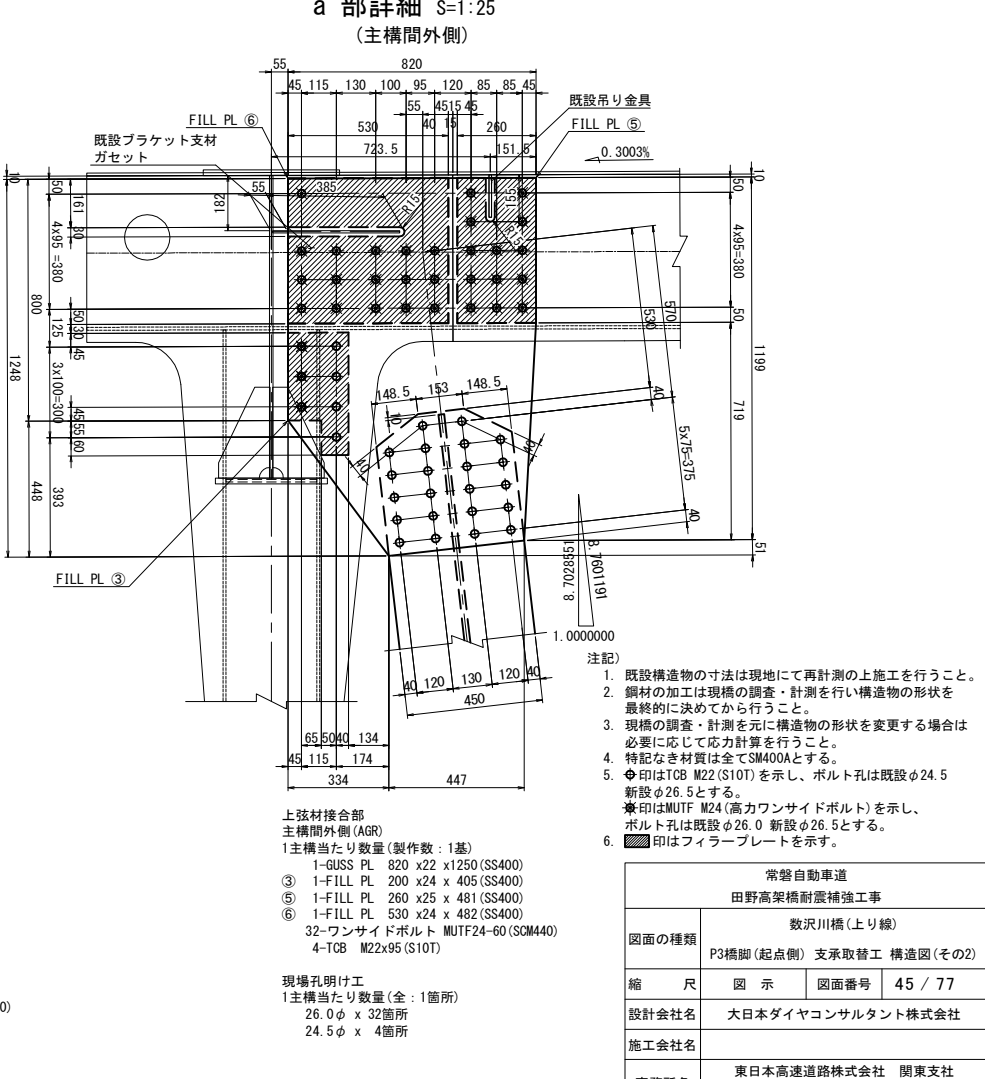 a 部詳細 S=1:25
(主構間外側)
55 820
45 115 130 100 95 120 85 85 45
55 45 15 45
40 15
530 260
723.5 151.5
既設吊り金具
FILL PL ⑥
FILL PL ⑤
既設ブラケット支材
ガセット
0.3003%
10 50 161 182 55 385 R15 155 R15 50 10
4x95=380 30
4x95=380
800 50 30 125 45
530 570 50
1248
3x100=300
1199
719
148.5 153 148.5
40
10
45 55 60
40 40
5x75=375
448 393
40
51
FILL PL ③
8.7028551
8.7601191
1.0000000
40 120 130 120 40
450
65 50 40 134
45 115 174
334 447
注記)
1. 既設構造物の寸法は現地にて再計測の上施工を行うこと。
2. 鋼材の加工は現橋の調査・計測を行い構造物の形状を
最終的に決めてから行うこと。
3. 現橋の調査・計測を元に構造物の形状を変更する場合は
必要に応じて応力計算を行うこと。
4. 特記なき材質は全てSM400Aとする。
5. 印はTCB M22(S10T)を示し、ボルト孔は既設φ24.5
新設φ26.5とする。
印はMUTF M24(高力ワンサイドボルト)を示し、
ボルト孔は既設φ26.0 新設φ26.5とする。
6. 印はフィラープレートを示す。
上弦材接合部
主構間外側(AGR)
1主構当たり数量(製作数：1基)
1-GUSS PL 820 x22 x1250(SS400)
③ 1-FILL PL 200 x24 x 405(SS400)
⑤ 1-FILL PL 260 x25 x 481(SS400)
⑥ 1-FILL PL 530 x24 x 482(SS400)
32-ワンサイドボルト MUTF24-60(SCM440)
4-TCB M22x95(S10T)
現場孔明け工
1主構当たり数量(全：1箇所)
26.0φ x 32箇所
24.5φ x 4箇所
0)
常磐自動車道
田野高架橋耐震補強工事
図面の種類
数沢川橋(上り線)
P3橋脚(起点側) 支承取替工 構造図(その2)
縮 尺 図 示 図面番号 45 / 77
設計会社名 大日本ダイヤコンサルタント株式会社
施工会社名
東日本高速道路株式会社 関東支社